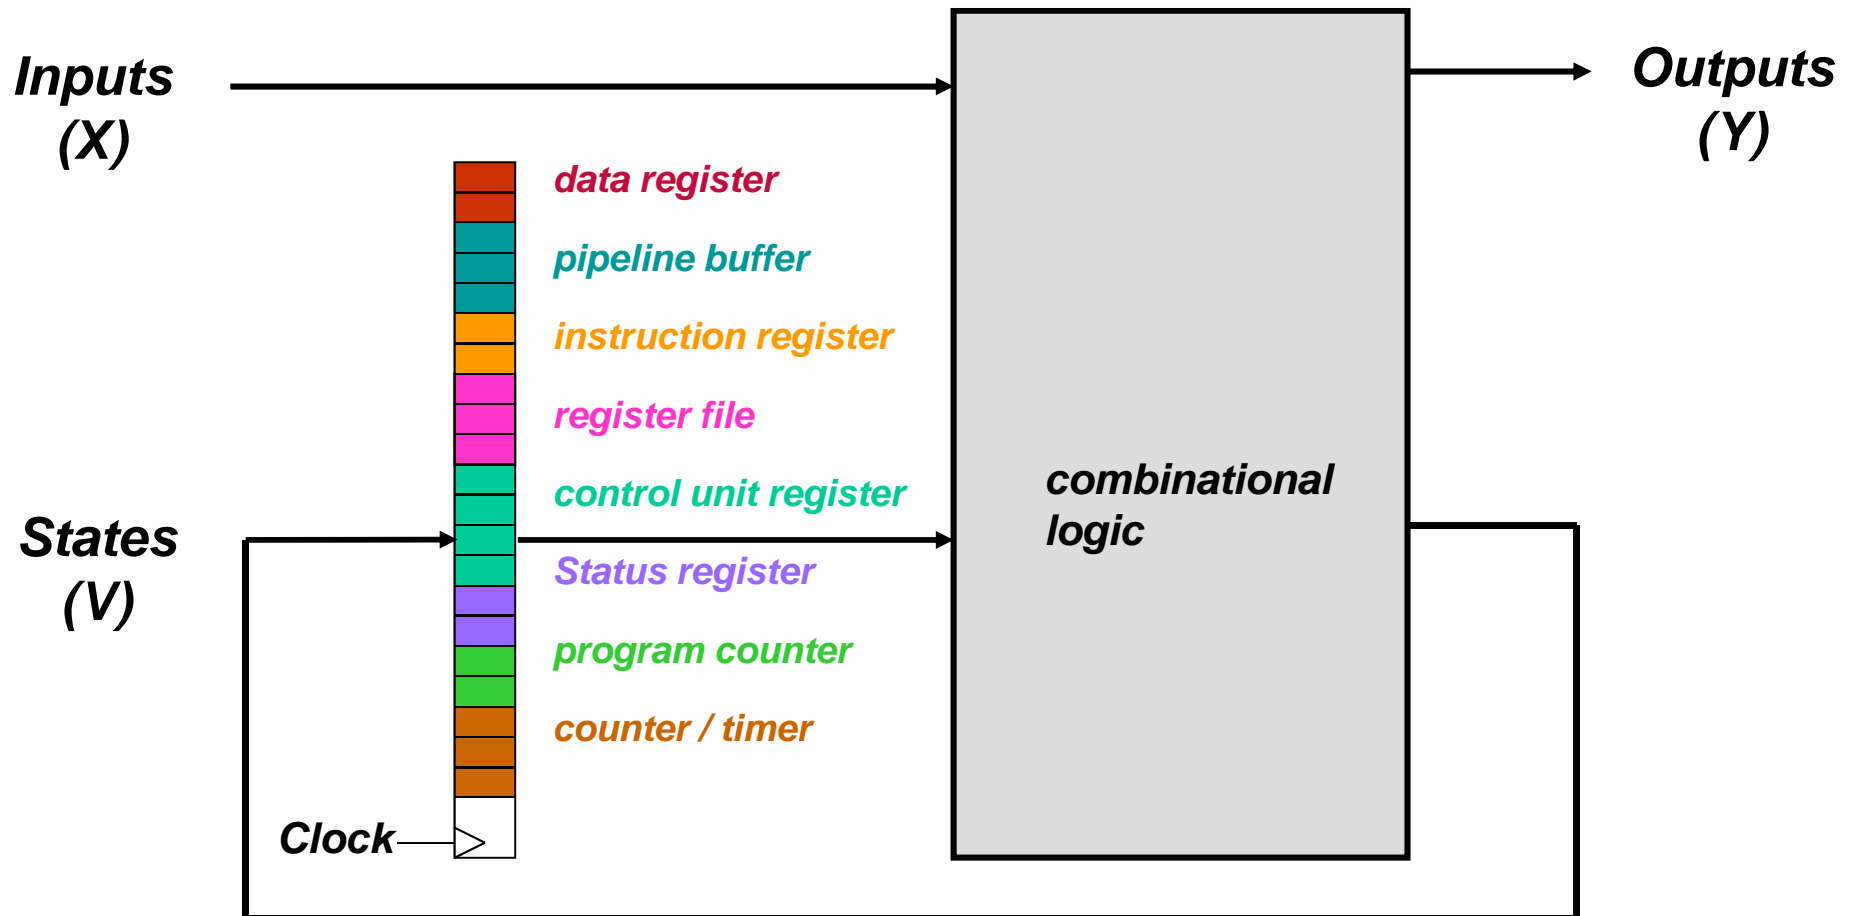 Inputs
(X)
Outputs
(Y)
data register
pipeline buffer
instruction register
register file
control unit register
combinational
logic
States
(V)
Status register
program counter
counter / timer
Clock